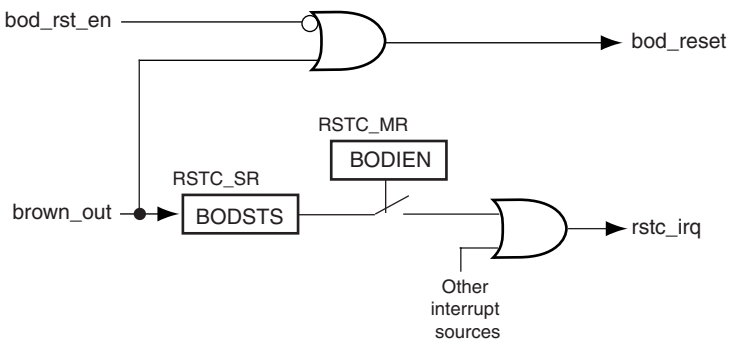 bod_rst_en
bod_reset
RSTC_MR
BODIEN
RSTC_SR
brown_out
BODSTS
rstc_irq
Other
interrupt
sources